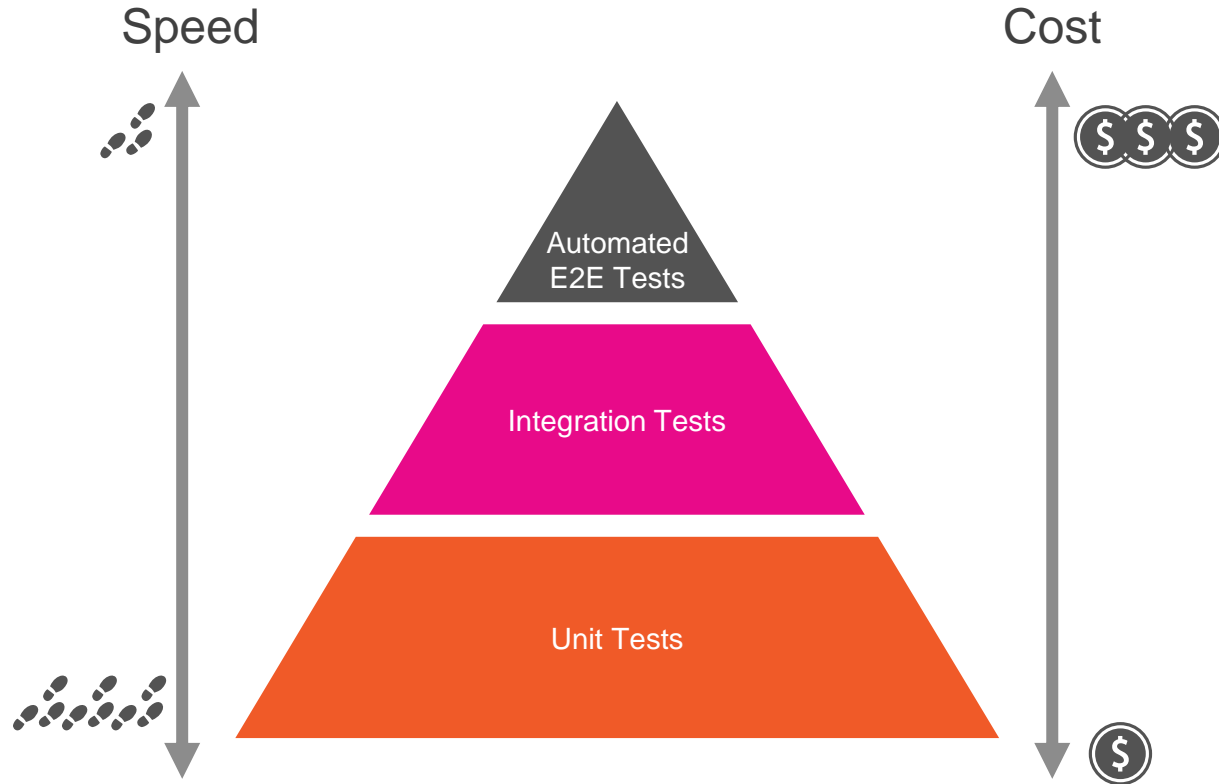 Speed
Cost
$ $ $
Automated
E2E Tests
Integration Tests
Unit Tests
$